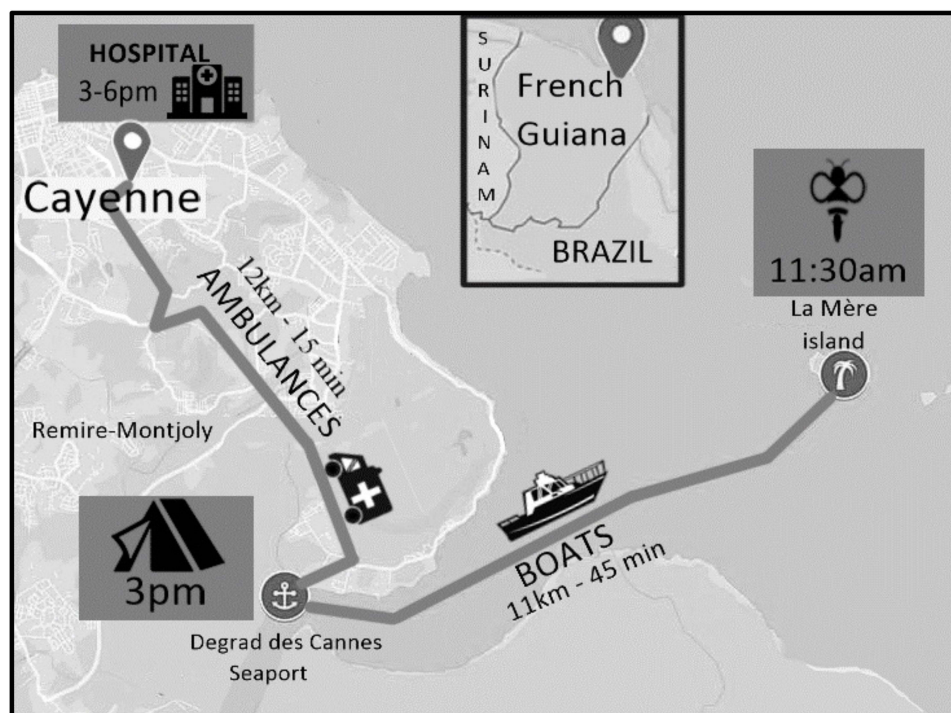 HOSPITAL
3-6pm
Cayenne
SURINAM
French
Guiana
BRAZIL
11:30am
La Mère
island
12km - 15 min
AMBULANCES
Remire-Montjoly
BOATS
11km - 45 min
3pm
Degrad des Cannes
Seaport